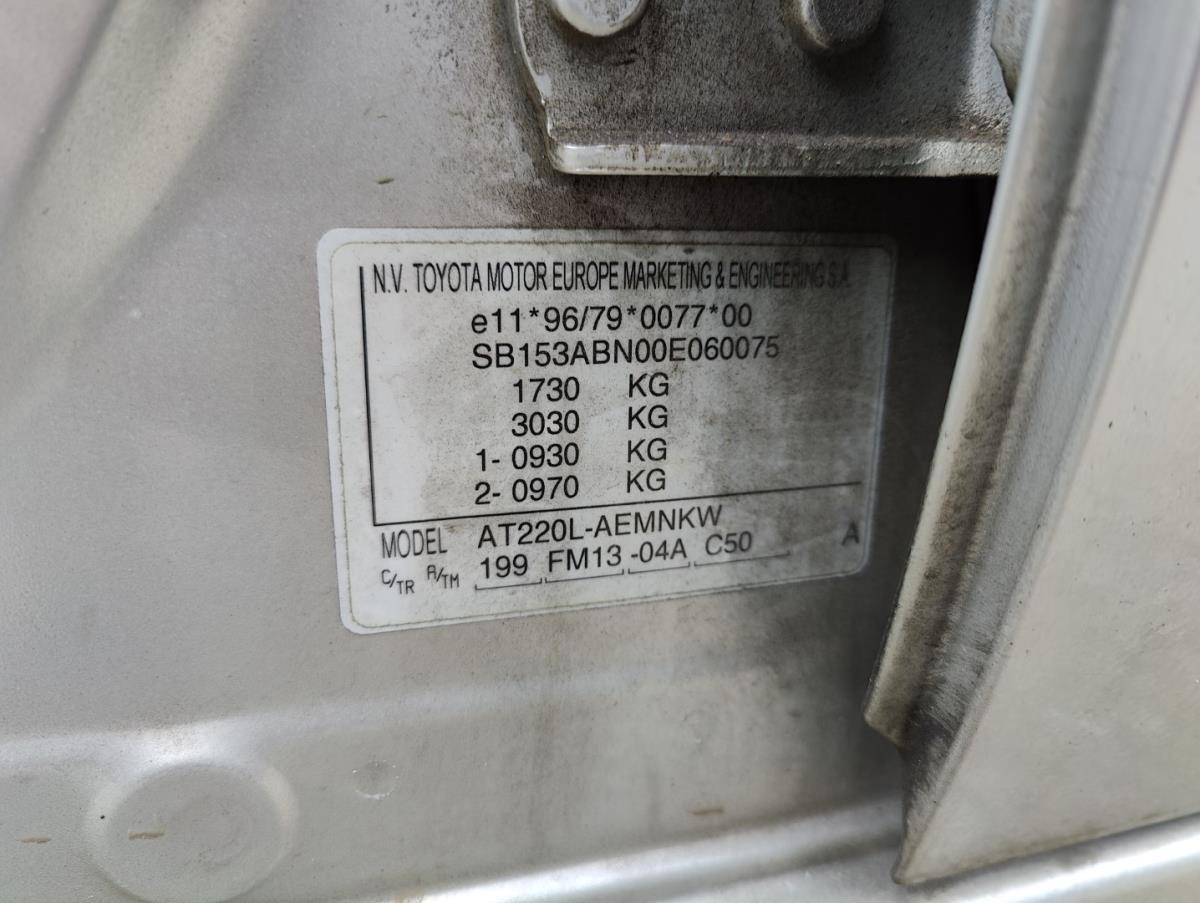 N.V. TOYOTA MOTOR EUROPE MARKETING & ENGINEERING S.A.
e11*96/79*0077*00
SB153ABN00E060075
1730 KG
3030 KG
1- 0930 KG
2- 0970 KG
MODEL AT220L-AEMNKW
C/TR A/TM 199 FM13 -04A C50 A